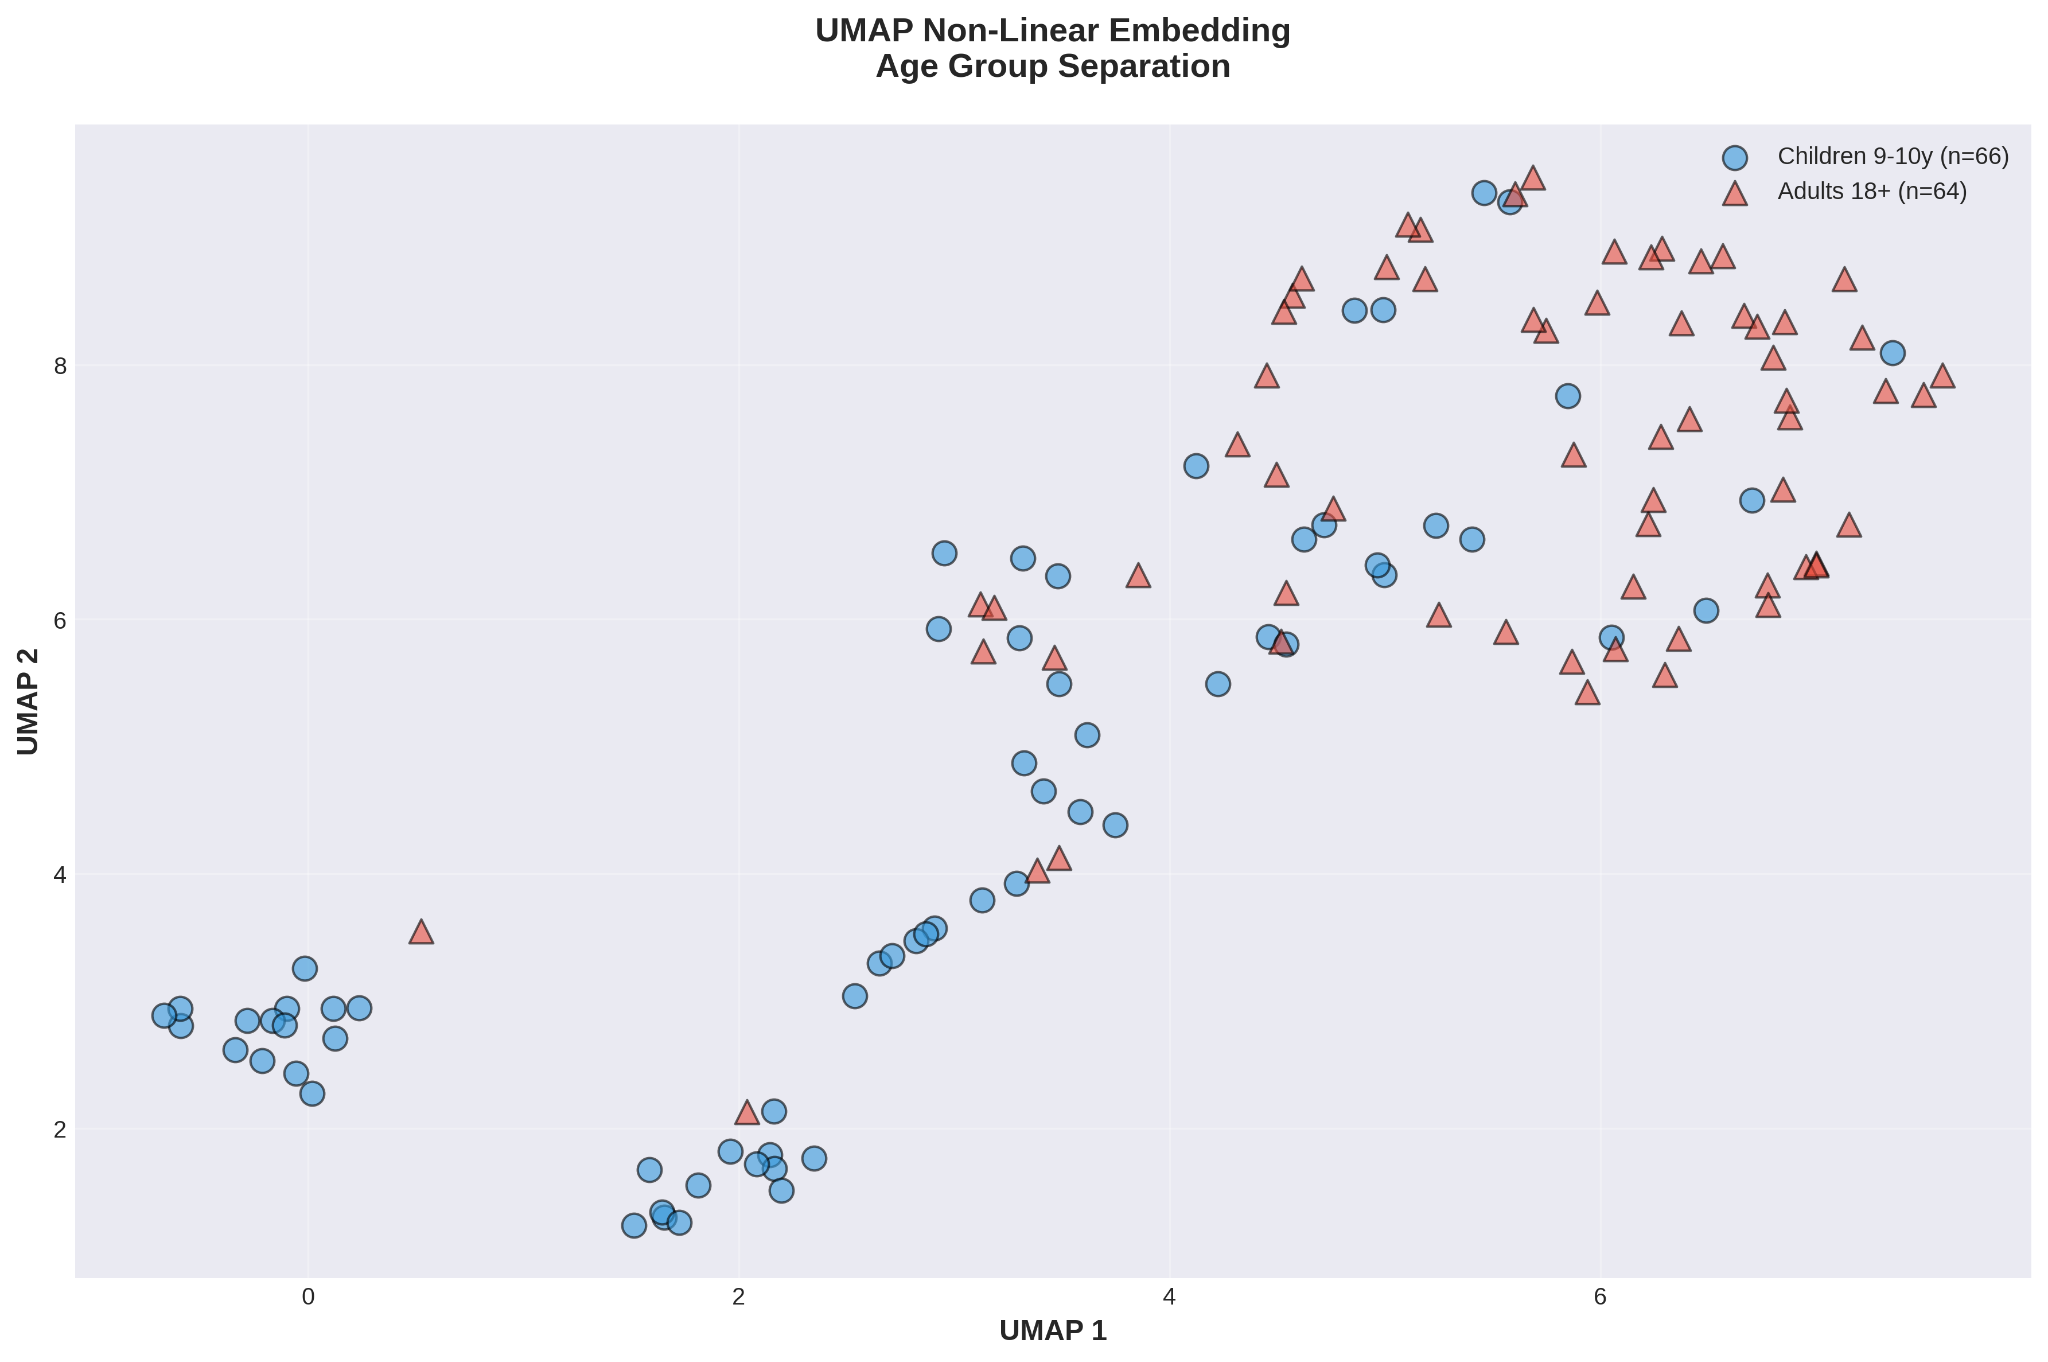 UMAP Non-Linear Embedding
Age Group Separation
Children 9-10y (n=66)
Adults 18+ (n=64)
8
6
4
2
UMAP 2
0
2
4
6
UMAP 1